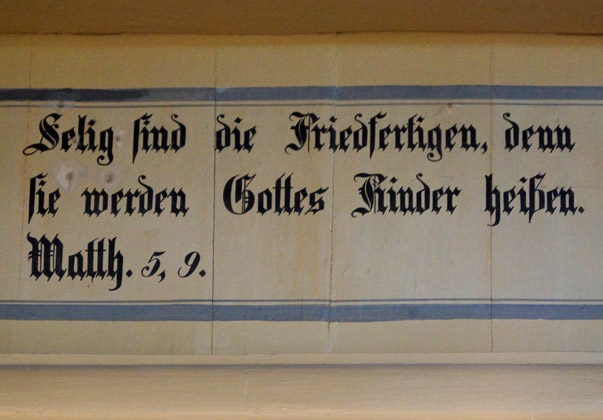 Selig sind die Friedfertigen, denn
sie werden Gottes Kinder heißen.
Matth. 5, 9.